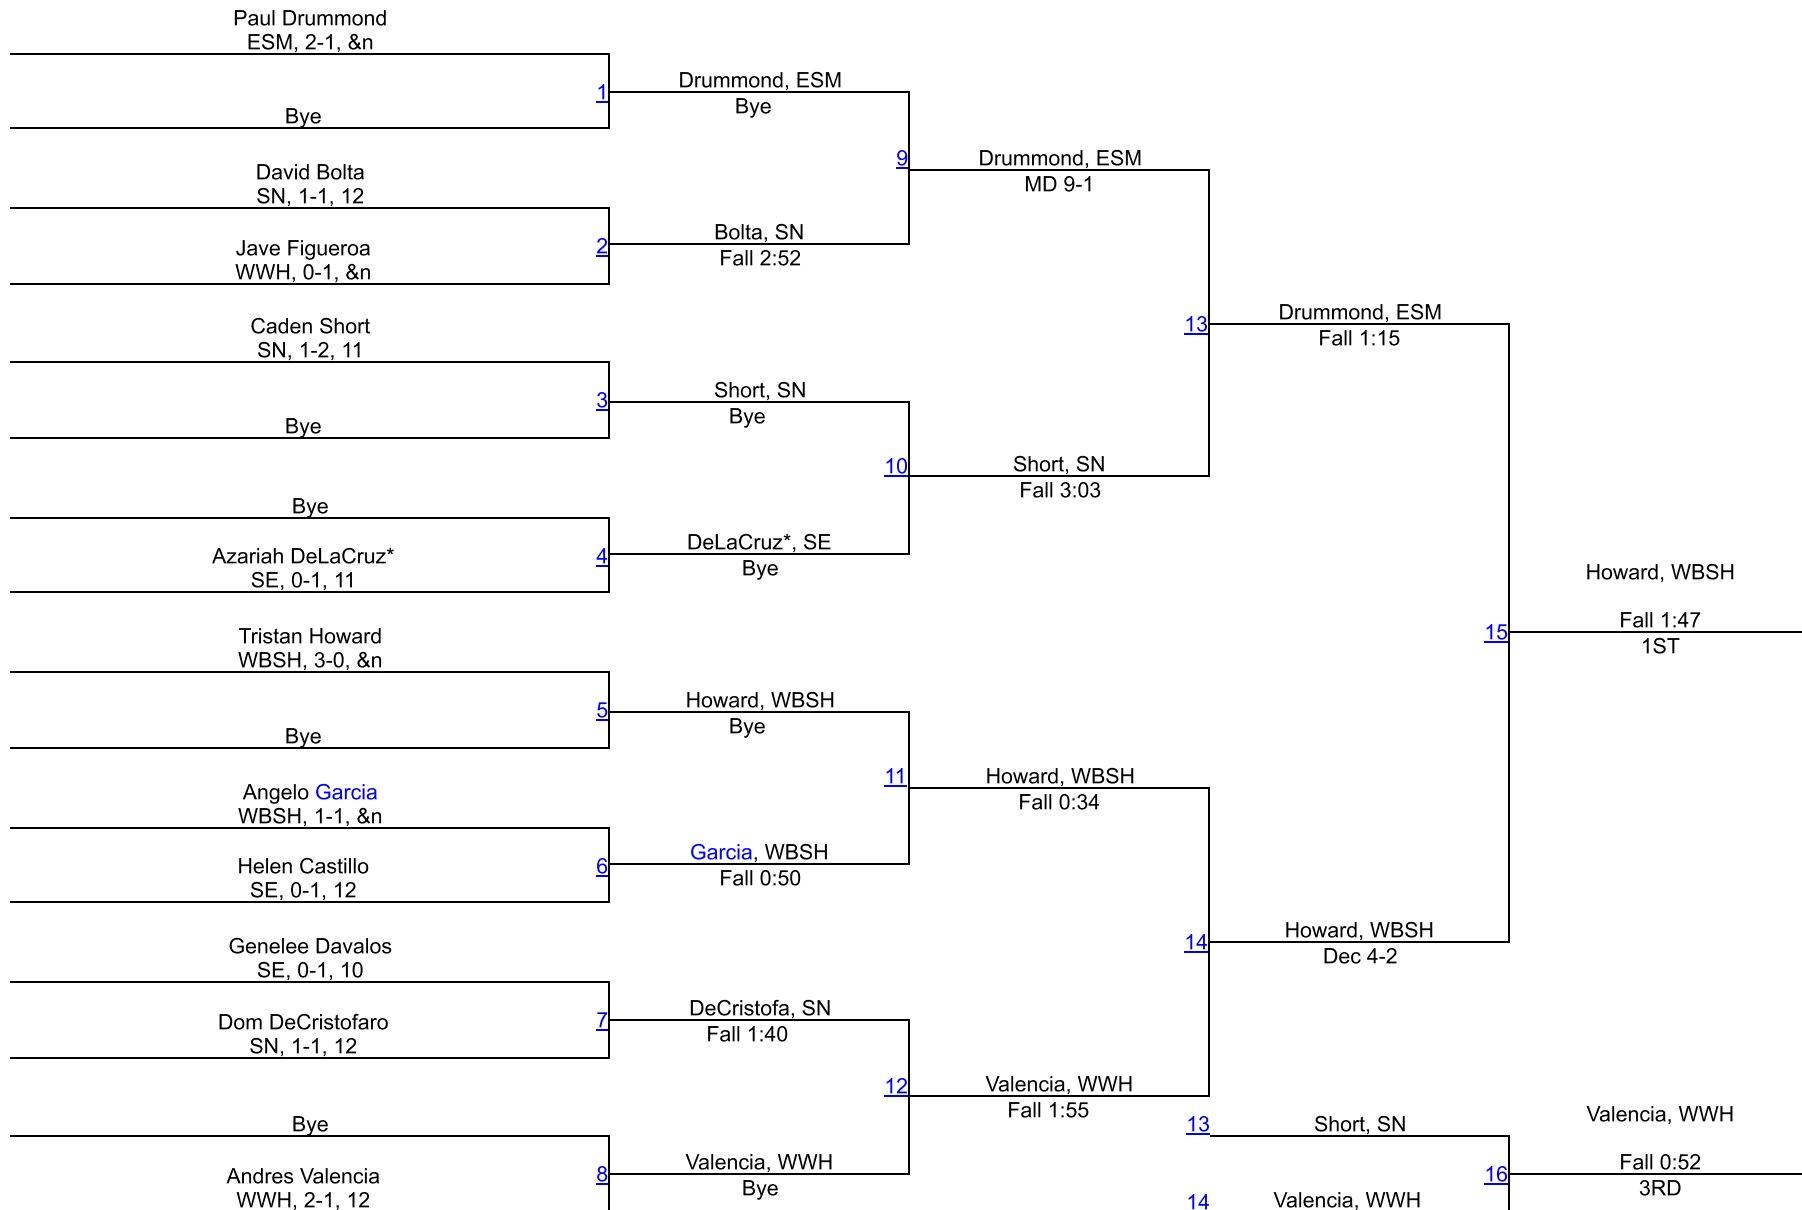 Paul Drummond
ESM, 2-1, &n
1
Bye
Drummond, ESM
Bye
David Bolta
SN, 1-1, 12
2
Jave Figueroa
WWH, 0-1, &n
Bolta, SN
Fall 2:52
9
Drummond, ESM
MD 9-1
Caden Short
SN, 1-2, 11
3
Bye
Short, SN
Bye
Bye
4
Azariah DeLaCruz*
SE, 0-1, 11
DeLaCruz*, SE
Bye
10
Short, SN
Fall 3:03
13
Drummond, ESM
Fall 1:15
Tristan Howard
WBSH, 3-0, &n
5
Bye
Howard, WBSH
Bye
Angelo Garcia
WBSH, 1-1, &n
6
Helen Castillo
SE, 0-1, 12
Garcia, WBSH
Fall 0:50
11
Howard, WBSH
Fall 0:34
Genelee Davalos
SE, 0-1, 10
7
Dom DeCristofaro
SN, 1-1, 12
DeCristofa, SN
Fall 1:40
Bye
8
Andres Valencia
WWH, 2-1, 12
Valencia, WWH
Bye
12
Valencia, WWH
Fall 1:55
14
Howard, WBSH
Dec 4-2
15
Howard, WBSH
Fall 1:47
1ST
13
Short, SN
14
Valencia, WWH
16
Valencia, WWH
Fall 0:52
3RD